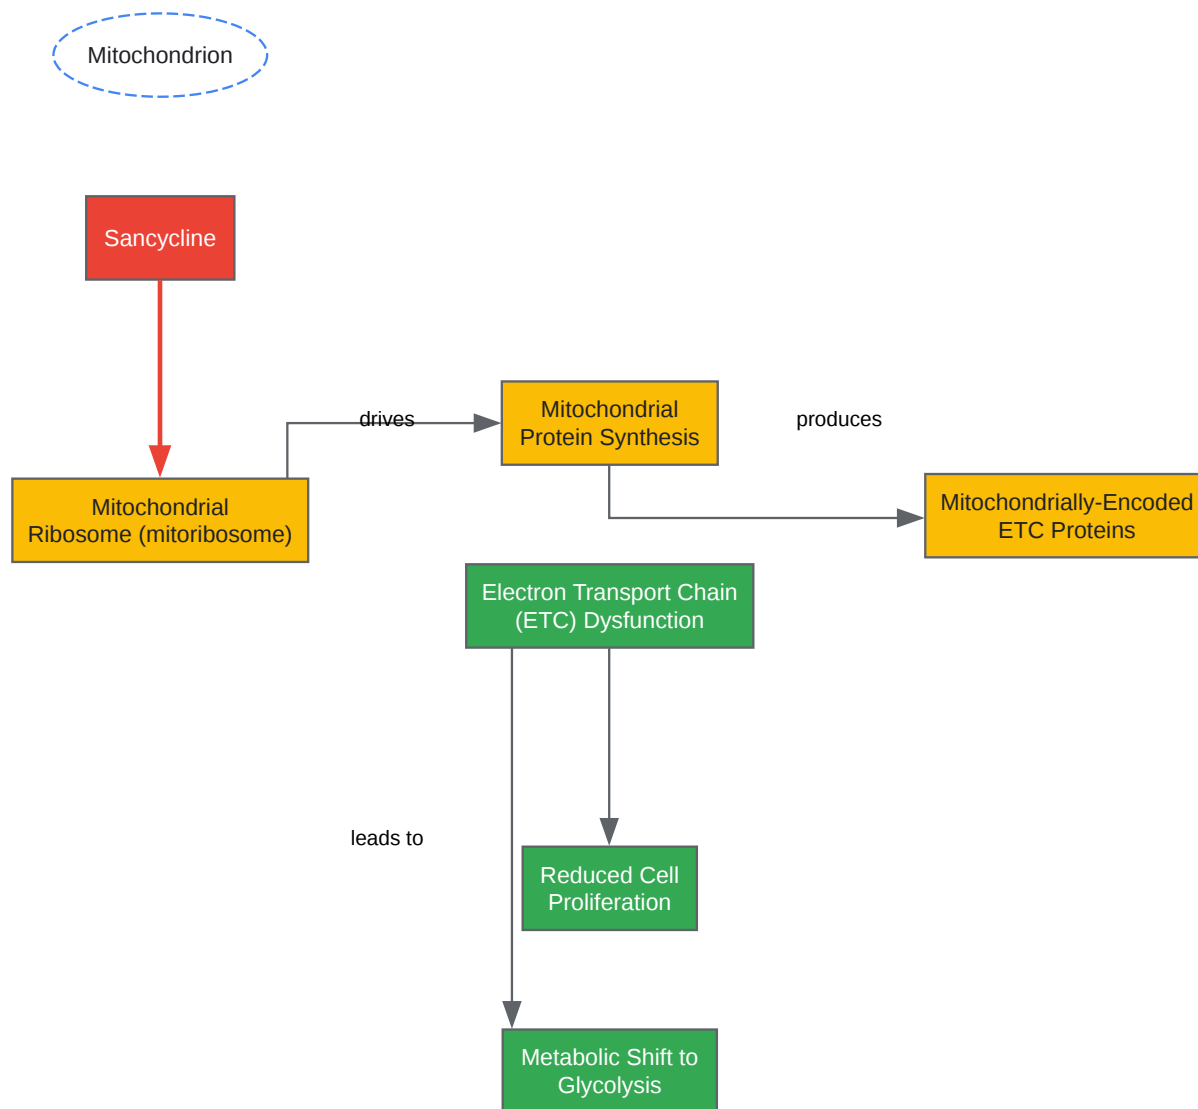 Mitochondrion
Sancycline
drives
Mitochondrial
Protein Synthesis
produces
Mitochondrial
Ribosome (mitoribosome)
Mitochondrially-Encoded
ETC Proteins
Electron Transport Chain
(ETC) Dysfunction
leads to
Reduced Cell
Proliferation
Metabolic Shift to
Glycolysis